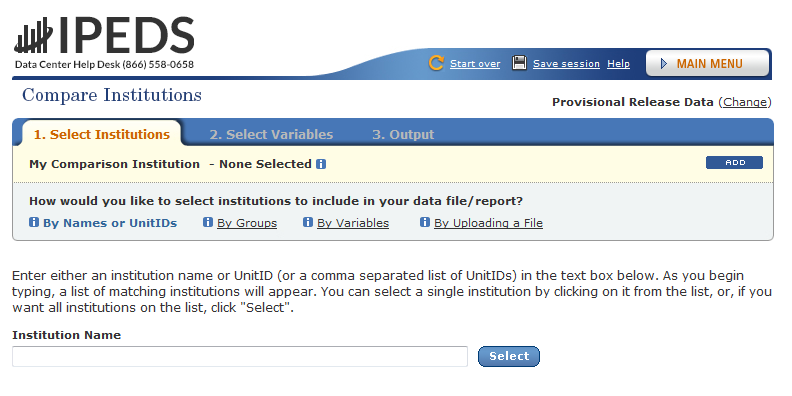 IPEDS
Data Center Help Desk (866) 558-0658
Start over Save session Help MAIN MENU
Compare Institutions
Provisional Release Data (Change)
1. Select Institutions 2. Select Variables 3. Output
My Comparison Institution - None Selected
ADD
How would you like to select institutions to include in your data file/report?
By Names or UnitIDs By Groups By Variables By Uploading a File
Enter either an institution name or UnitID (or a comma separated list of UnitIDs) in the text box below. As you begin
typing, a list of matching institutions will appear. You can select a single institution by clicking on it from the list, or, if you
want all institutions on the list, click "Select".
Institution Name
Select